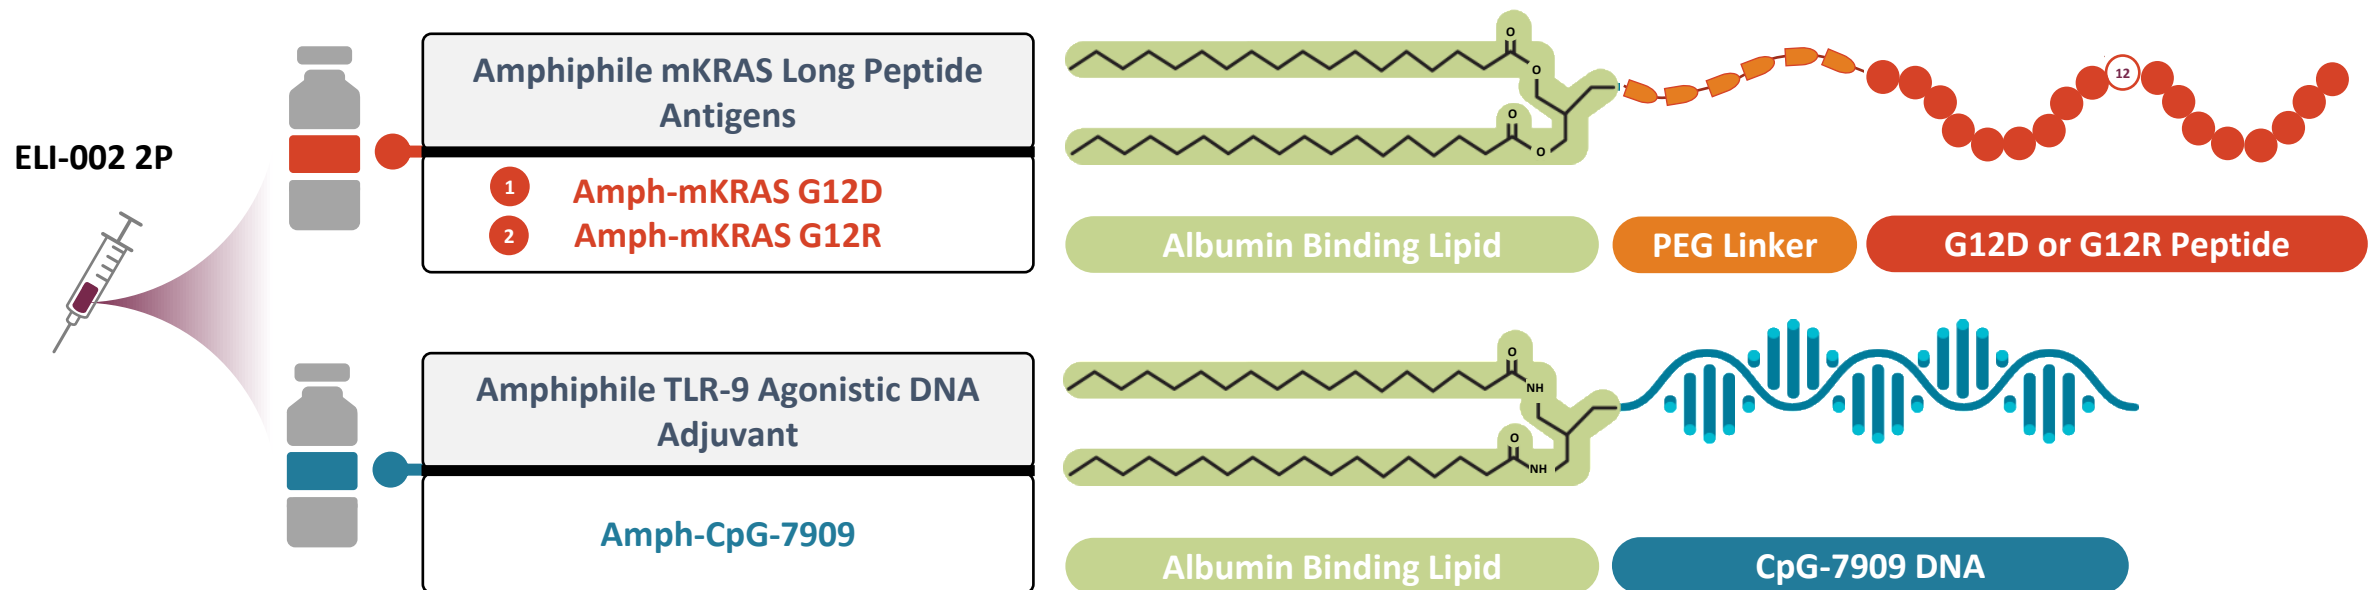 ELI-002 2P
Amphiphile mKRAS Long Peptide
Antigens
1 Amph-mKRAS G12D
2 Amph-mKRAS G12R
O
O
O
O
12
Albumin Binding Lipid
PEG Linker
G12D or G12R Peptide
Amphiphile TLR-9 Agonistic DNA
Adjuvant
Amph-CpG-7909
O
NH
O
NH
Albumin Binding Lipid
CpG-7909 DNA